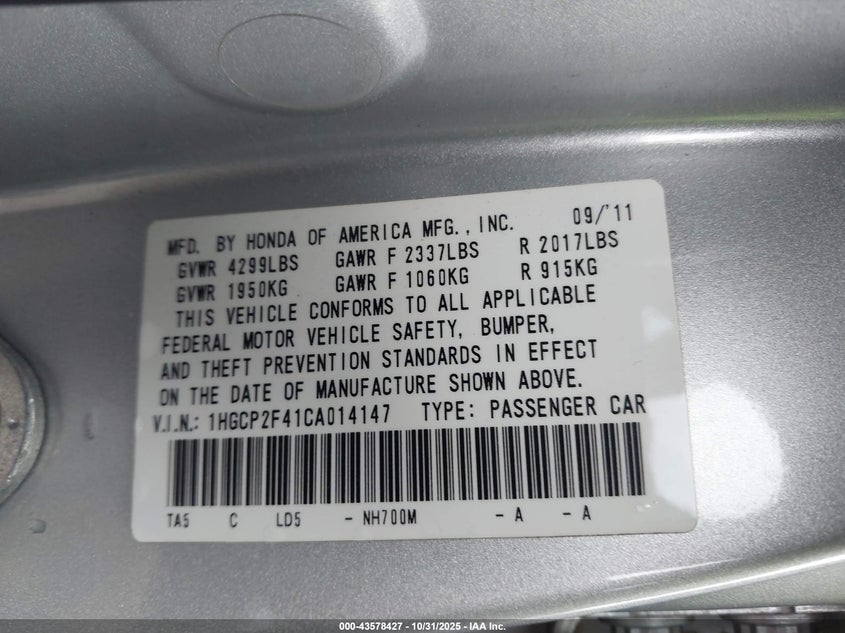 MFD. BY HONDA OF AMERICA MFG., INC. 09/'11
GVWR 4299LBS GAWR F 2337LBS R 2017LBS
GVWR 1950KG GAWR F 1060KG R 915KG
THIS VEHICLE CONFORMS TO ALL APPLICABLE
FEDERAL MOTOR VEHICLE SAFETY, BUMPER,
AND THEFT PREVENTION STANDARDS IN EFFECT
ON THE DATE OF MANUFACTURE SHOWN ABOVE.
V.I.N.: 1HGCP2F41CA014147 TYPE: PASSENGER CAR
TA5 C LD5 - NH700M - A - A
000-43578427 - 10/31/2025 - IAA Inc.